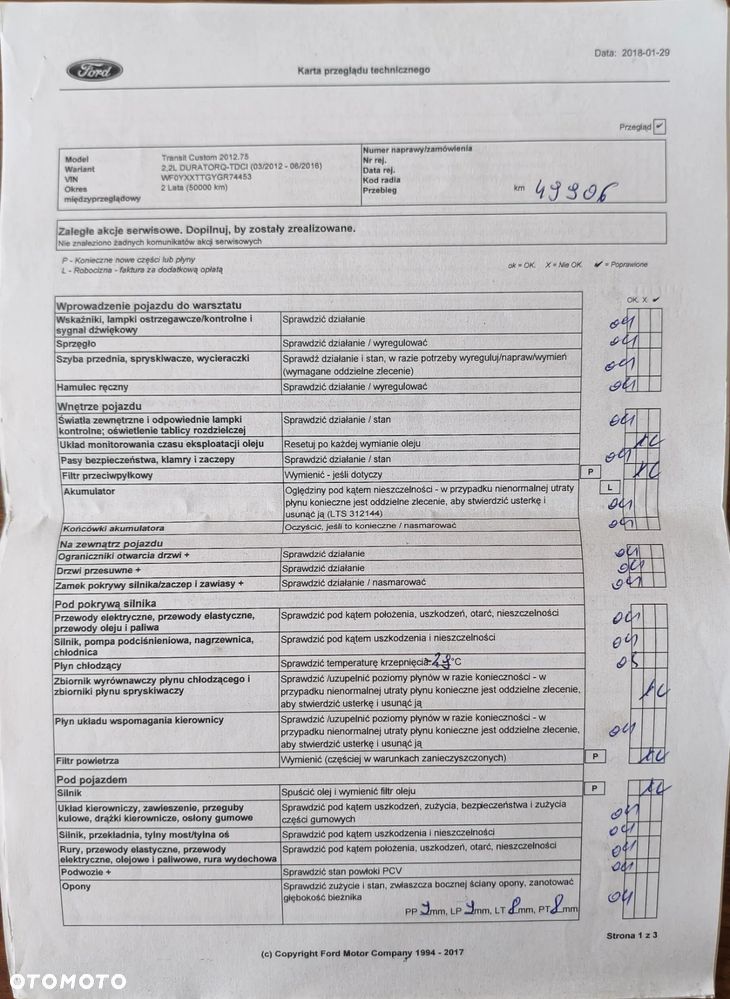 Data: 2018-01-29
Ford
Karta przeglądu technicznego
Przegląd ✔
Model Transit Custom 2012.75
Wariant 2.2L DURATORQ-TDCI (03/2012 - 06/2016)
VIN WF0YXXTTGYGR74453
Okres 2 Lata (50000 km)
międzyprzeglądowy
Numer naprawy/zamówienia
Nr rej.
Data rej.
Kod radia
Przebieg km 49906
Zaległe akcje serwisowe. Dopilnuj, by zostały zrealizowane.
Nie znaleziono żadnych komunikatów akcji serwisowych
P - Konieczne nowe części lub płyny
L - Robocizna - faktura za dodatkową opłatą
ok = OK. X = Nie OK. ✔ = Poprawione
OK. X ✔
Wprowadzenie pojazdu do warsztatu
Wskaźniki, lampki ostrzegawcze/kontrolne i Sprawdzić działanie
sygnał dźwiękowy
Sprzęgło Sprawdzić działanie / wyregulować
Szyba przednia, spryskiwacze, wycieraczki Sprawdź działanie i stan, w razie potrzeby wyreguluj/napraw/wymień
(wymagane oddzielne zlecenie)
Hamulec ręczny Sprawdzić działanie / wyregulować
Wnętrze pojazdu
Światła zewnętrzne i odpowiednie lampki Sprawdzić działanie / stan
kontrolne; oświetlenie tablicy rozdzielczej
Układ monitorowania czasu eksploatacji oleju Resetuj po każdej wymianie oleju
Pasy bezpieczeństwa, klamry i zaczepy Sprawdzić działanie / stan
Filtr przeciwpyłkowy Wymienić - jeśli dotyczy P
Akumulator Oględziny pod kątem nieszczelności - w przypadku nienormalnej utraty L
płynu konieczne jest oddzielne zlecenie, aby stwierdzić usterkę i
usunąć ją (LTS 312144)
Końcówki akumulatora Oczyścić, jeśli to konieczne / nasmarować
Na zewnątrz pojazdu
Ograniczniki otwarcia drzwi + Sprawdzić działanie
Drzwi przesuwne + Sprawdzić działanie
Zamek pokrywy silnika/zaczep i zawiasy + Sprawdzić działanie / nasmarować
Pod pokrywą silnika
Przewody elektryczne, przewody elastyczne, Sprawdzić pod kątem położenia, uszkodzeń, otarć, nieszczelności
przewody oleju i paliwa
Silnik, pompa podciśnieniowa, nagrzewnica, Sprawdzić pod kątem uszkodzenia i nieszczelności
chłodnica
Płyn chłodzący Sprawdzić temperaturę krzepnięcia °C
Zbiornik wyrównawczy płynu chłodzącego i Sprawdzić /uzupełnić poziomy płynów w razie konieczności - w
zbiorniki płynu spryskiwaczy przypadku nienormalnej utraty płynu konieczne jest oddzielne zlecenie,
aby stwierdzić usterkę i usunąć ją
Płyn układu wspomagania kierownicy Sprawdzić /uzupełnić poziomy płynów w razie konieczności - w
przypadku nienormalnej utraty płynu konieczne jest oddzielne zlecenie,
aby stwierdzić usterkę i usunąć ją
Filtr powietrza Wymienić (częściej w warunkach zanieczyszczonych) P
Pod pojazdem
Silnik Spuścić olej i wymienić filtr oleju P
Układ kierowniczy, zawieszenie, przeguby Sprawdzić pod kątem uszkodzeń, zużycia, bezpieczeństwa i zużycia
kulowe, drążki kierownicze, osłony gumowe części gumowych
Silnik, przekładnia, tylny most/tylna oś Sprawdzić pod kątem uszkodzenia i nieszczelności
Rury, przewody elastyczne, przewody Sprawdzić pod kątem położenia, uszkodzeń, otarć, nieszczelności
elektryczne, olejowe i paliwowe, rura wydechowa
Podwozie + Sprawdzić stan powłoki PCV
Opony Sprawdzić zużycie i stan, zwłaszcza bocznej ściany opony, zanotować
głębokość bieżnika
PP mm, LP mm, LT 8 mm, PT 8 mm
Strona 1 z 3
(c) Copyright Ford Motor Company 1994 - 2017
OTOMOTO